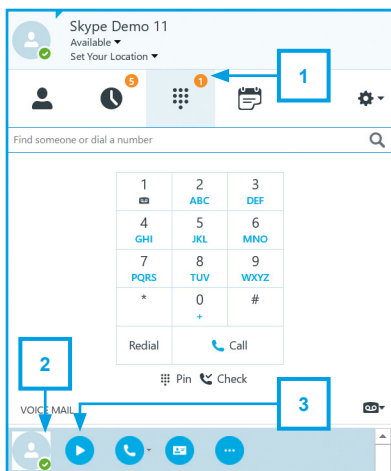 Skype Demo 11
Available
Set Your Location
1
5
1
Find someone or dial a number
1 2 3
ABC DEF
4 5 6
GHI JKL MNO
7 8 9
PQRS TUV WXYZ
* 0 #
+
Redial Call
Pin Check
2
3
VOICE MAIL